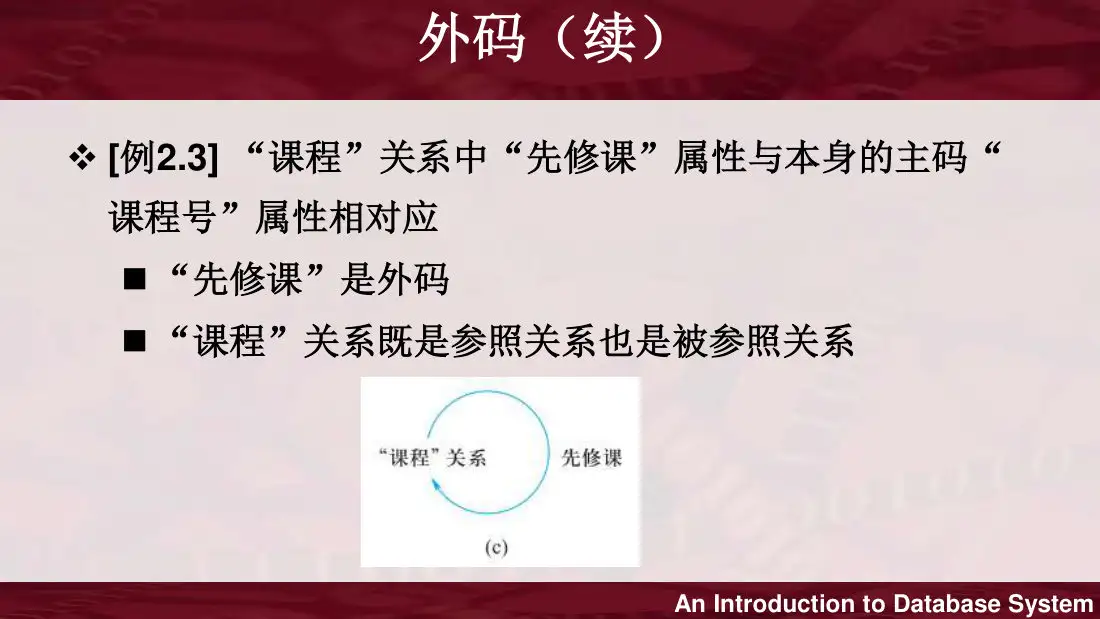 外码（续）
❖ [例2.3] “课程”关系中“先修课”属性与本身的主码“
课程号”属性相对应
■ “先修课”是外码
■ “课程”关系既是参照关系也是被参照关系
“课程”关系 先修课
(c)
An Introduction to Database System